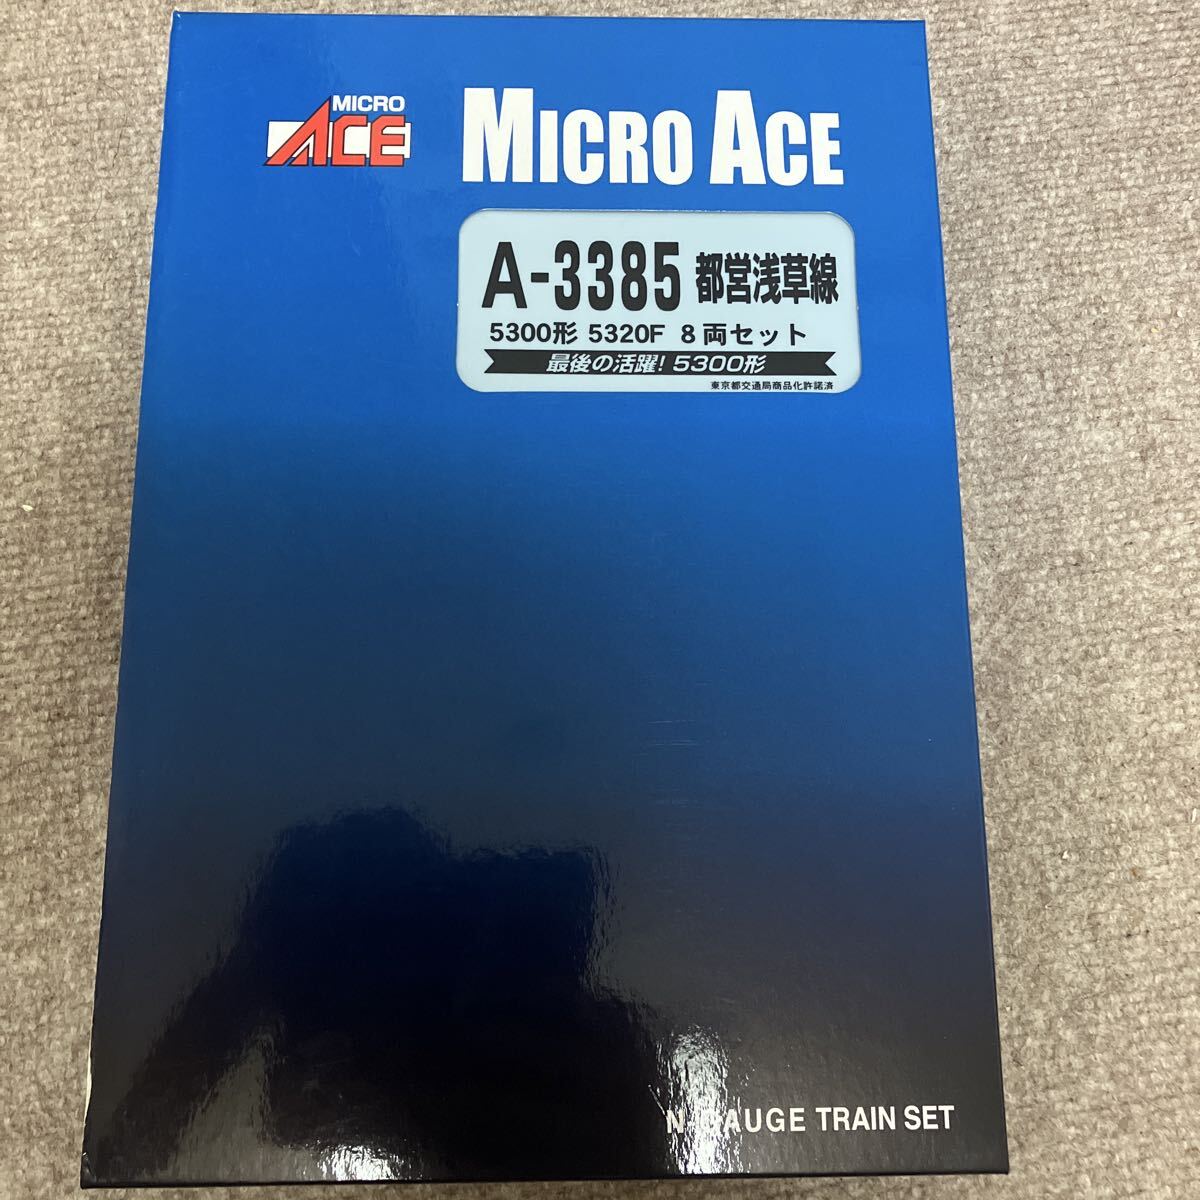 MICRO
ACE
MICRO ACE
A-3385 都営浅草線
5300形 5320F 8両セット
最後の活躍! 5300形
東京都交通局商品化許諾済
N GAUGE TRAIN SET